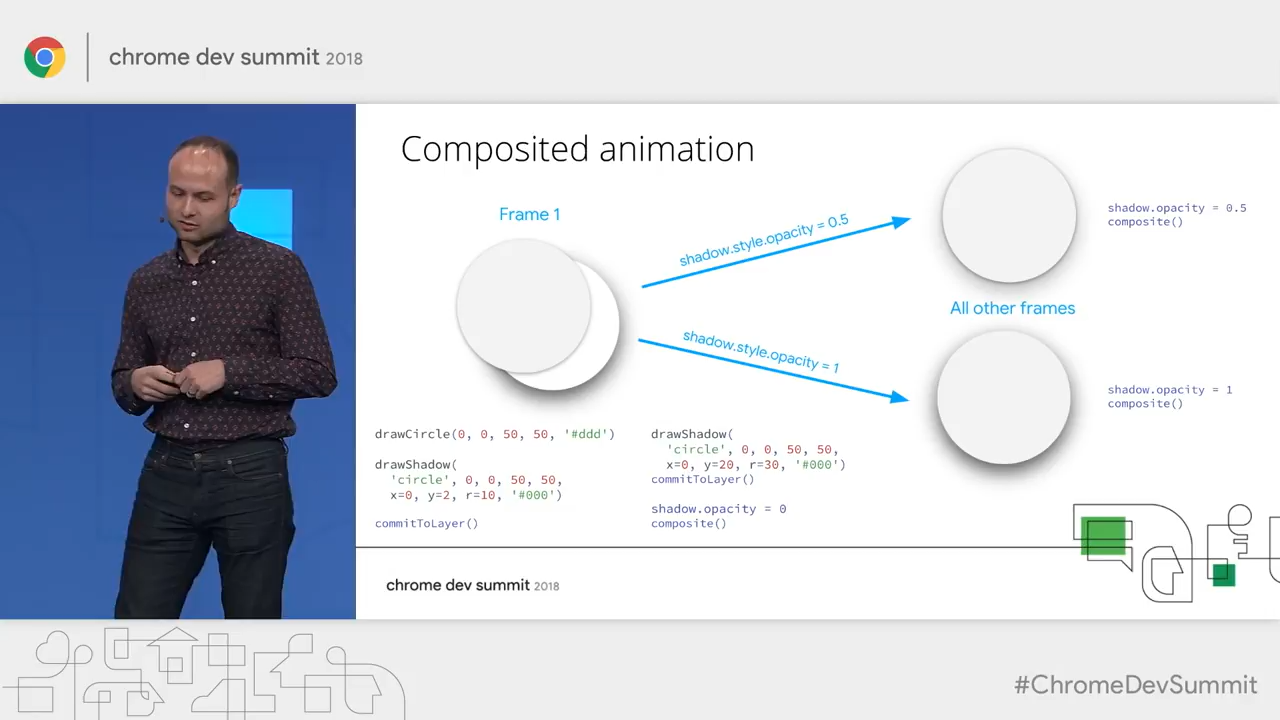 chrome dev summit 2018
Composited animation
Frame 1
shadow.style.opacity = 0.5
shadow.opacity = 0.5
composite()
All other frames
shadow.style.opacity = 1
shadow.opacity = 1
composite()
drawCircle(0, 0, 50, 50, '#ddd')
drawShadow(
'circle', 0, 0, 50, 50,
x=0, y=2, r=10, '#000')
commitToLayer()
drawShadow(
'circle', 0, 0, 50, 50,
x=0, y=20, r=30, '#000')
commitToLayer()
shadow.opacity = 0
composite()
chrome dev summit 2018
#ChromeDevSummit